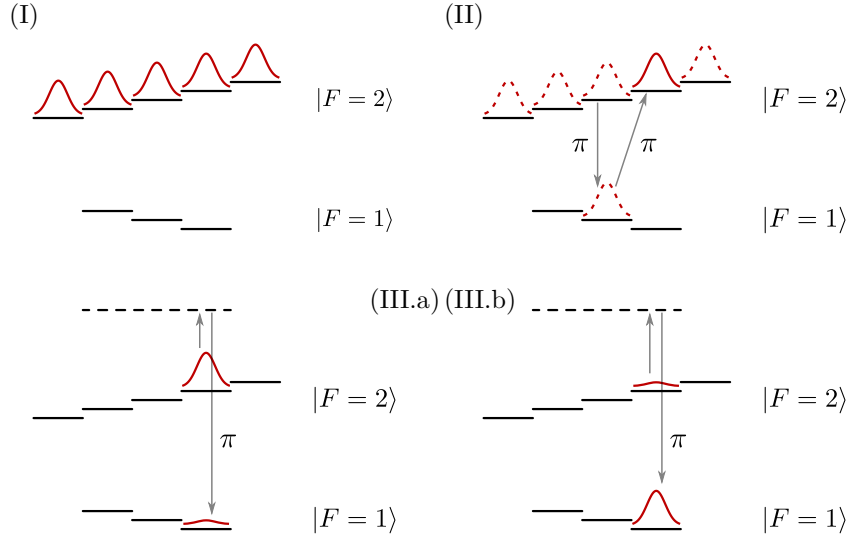 (I)
|F = 2⟩
|F = 1⟩
(II)
π
π
|F = 2⟩
|F = 1⟩
(III.a)
|F = 2⟩
π
|F = 1⟩
(III.b)
|F = 2⟩
π
|F = 1⟩